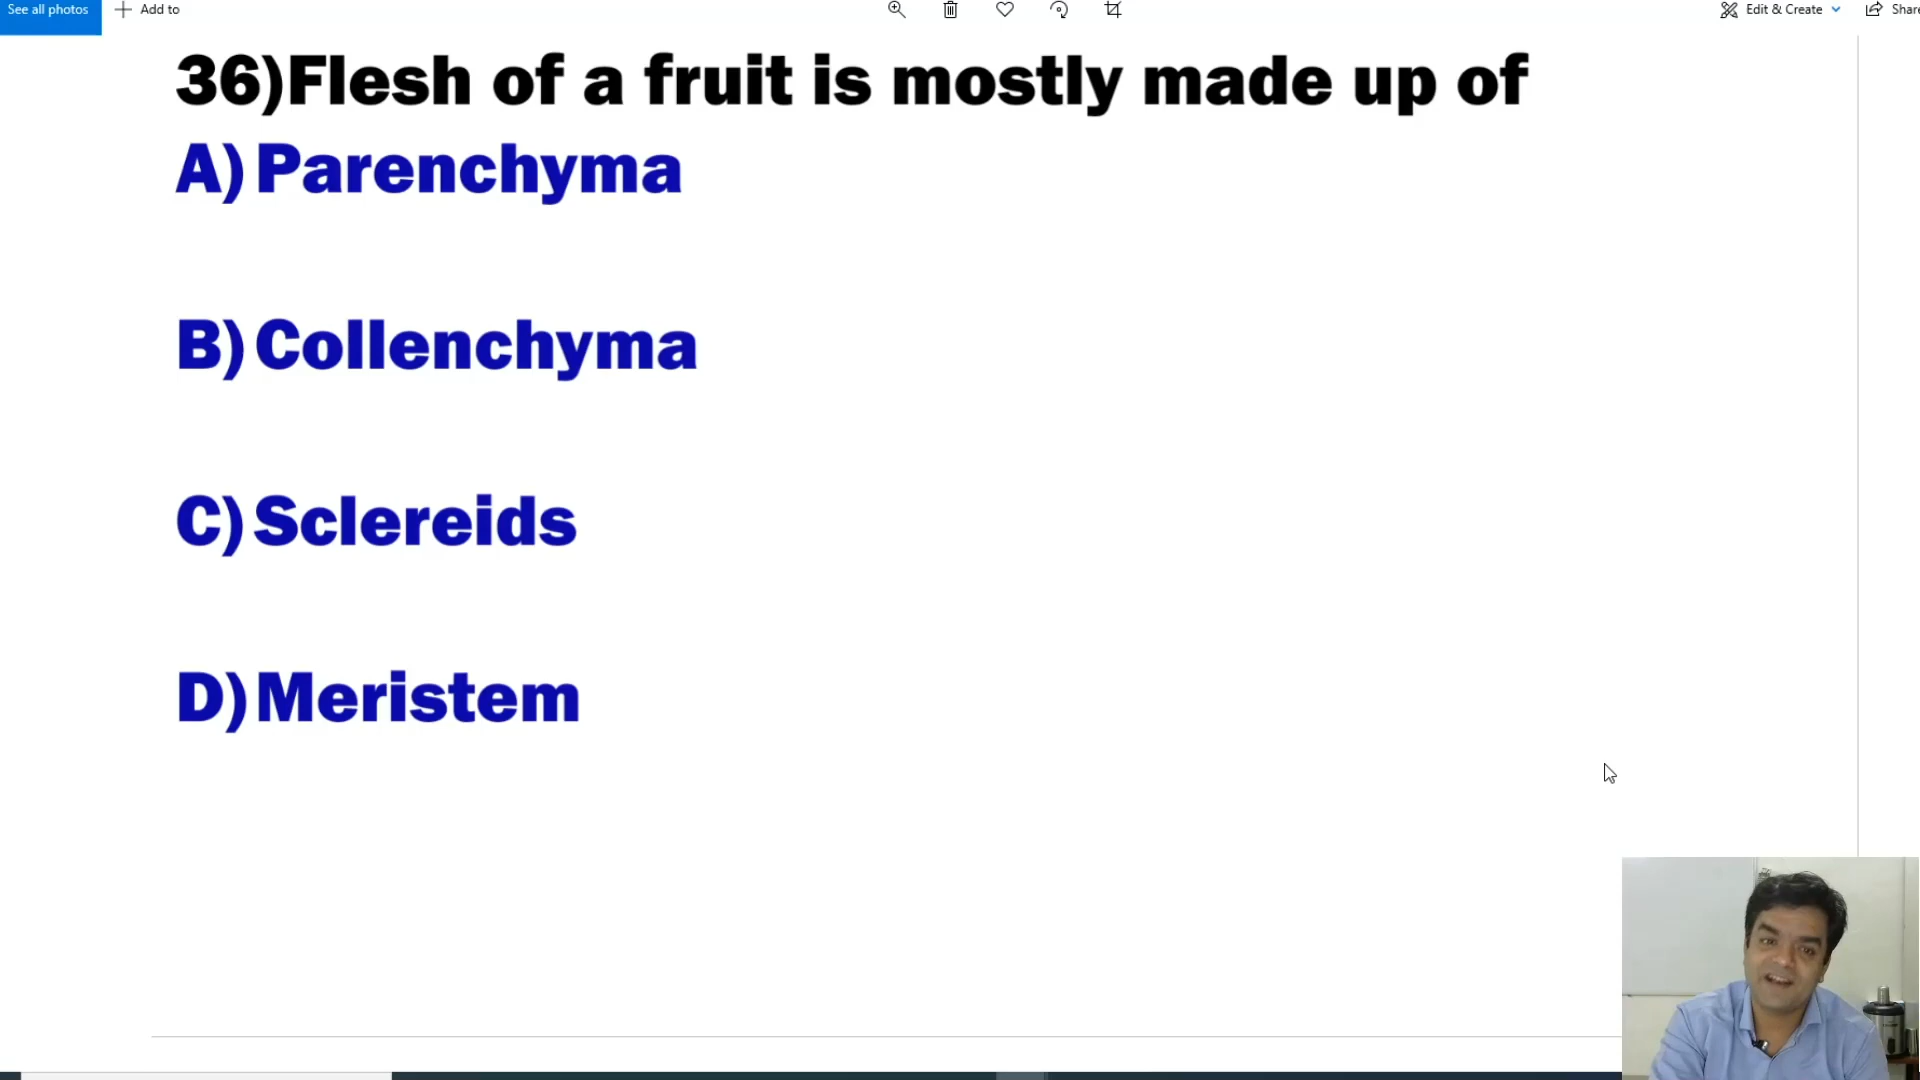 See all photos Add to Edit & Create Share
36)Flesh of a fruit is mostly made up of
A) Parenchyma
B) Collenchyma
C) Sclereids
D) Meristem